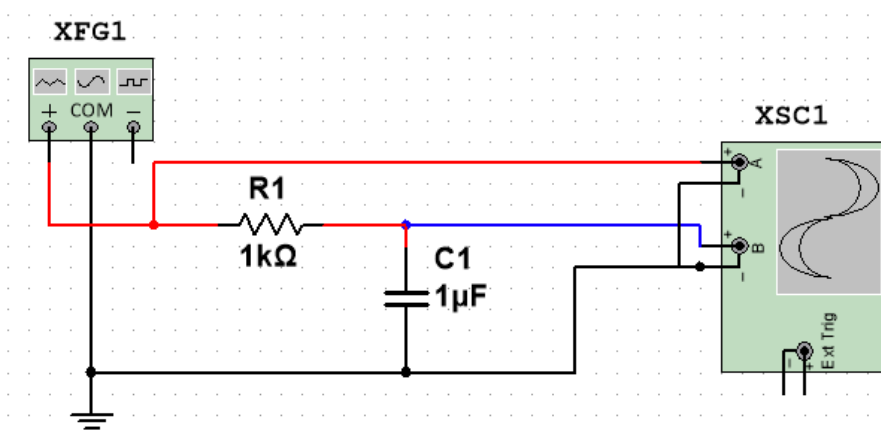 XFG1
+ COM −
XSC1
+ A
−
R1
1kΩ
+ B
−
C1
1µF
Ext Trig
− +